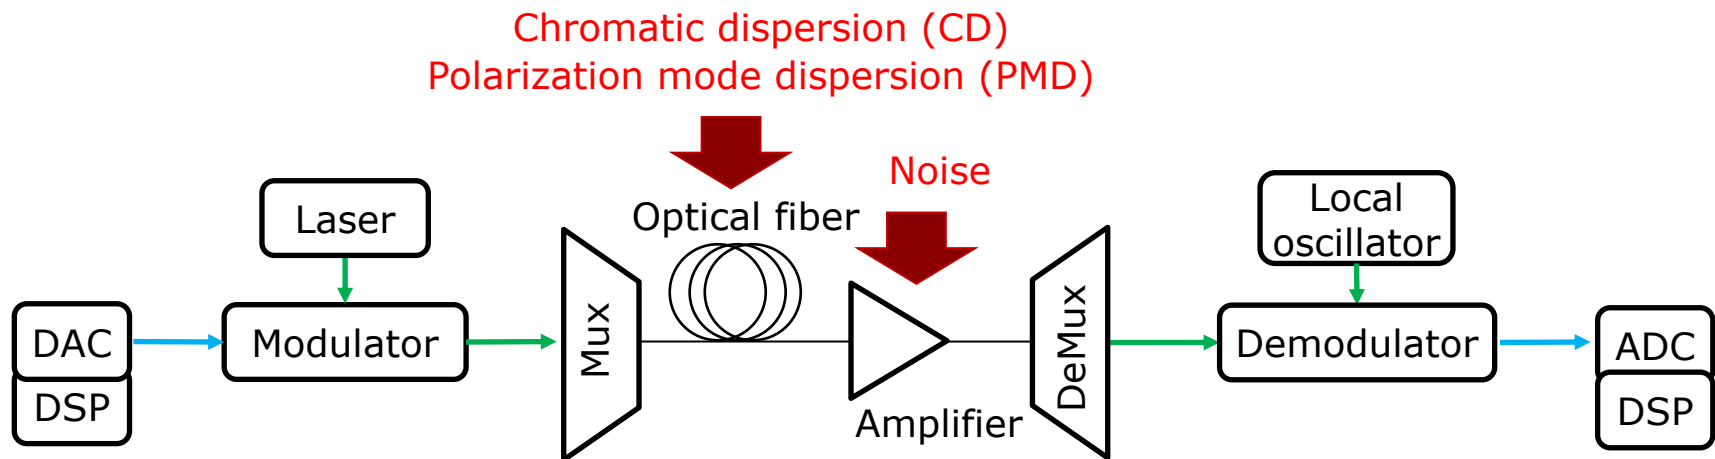 Chromatic dispersion (CD)
Polarization mode dispersion (PMD)
Noise
Laser
Optical fiber
Local
oscillator
DAC
DSP
Modulator
Mux
Amplifier
DeMux
Demodulator
ADC
DSP